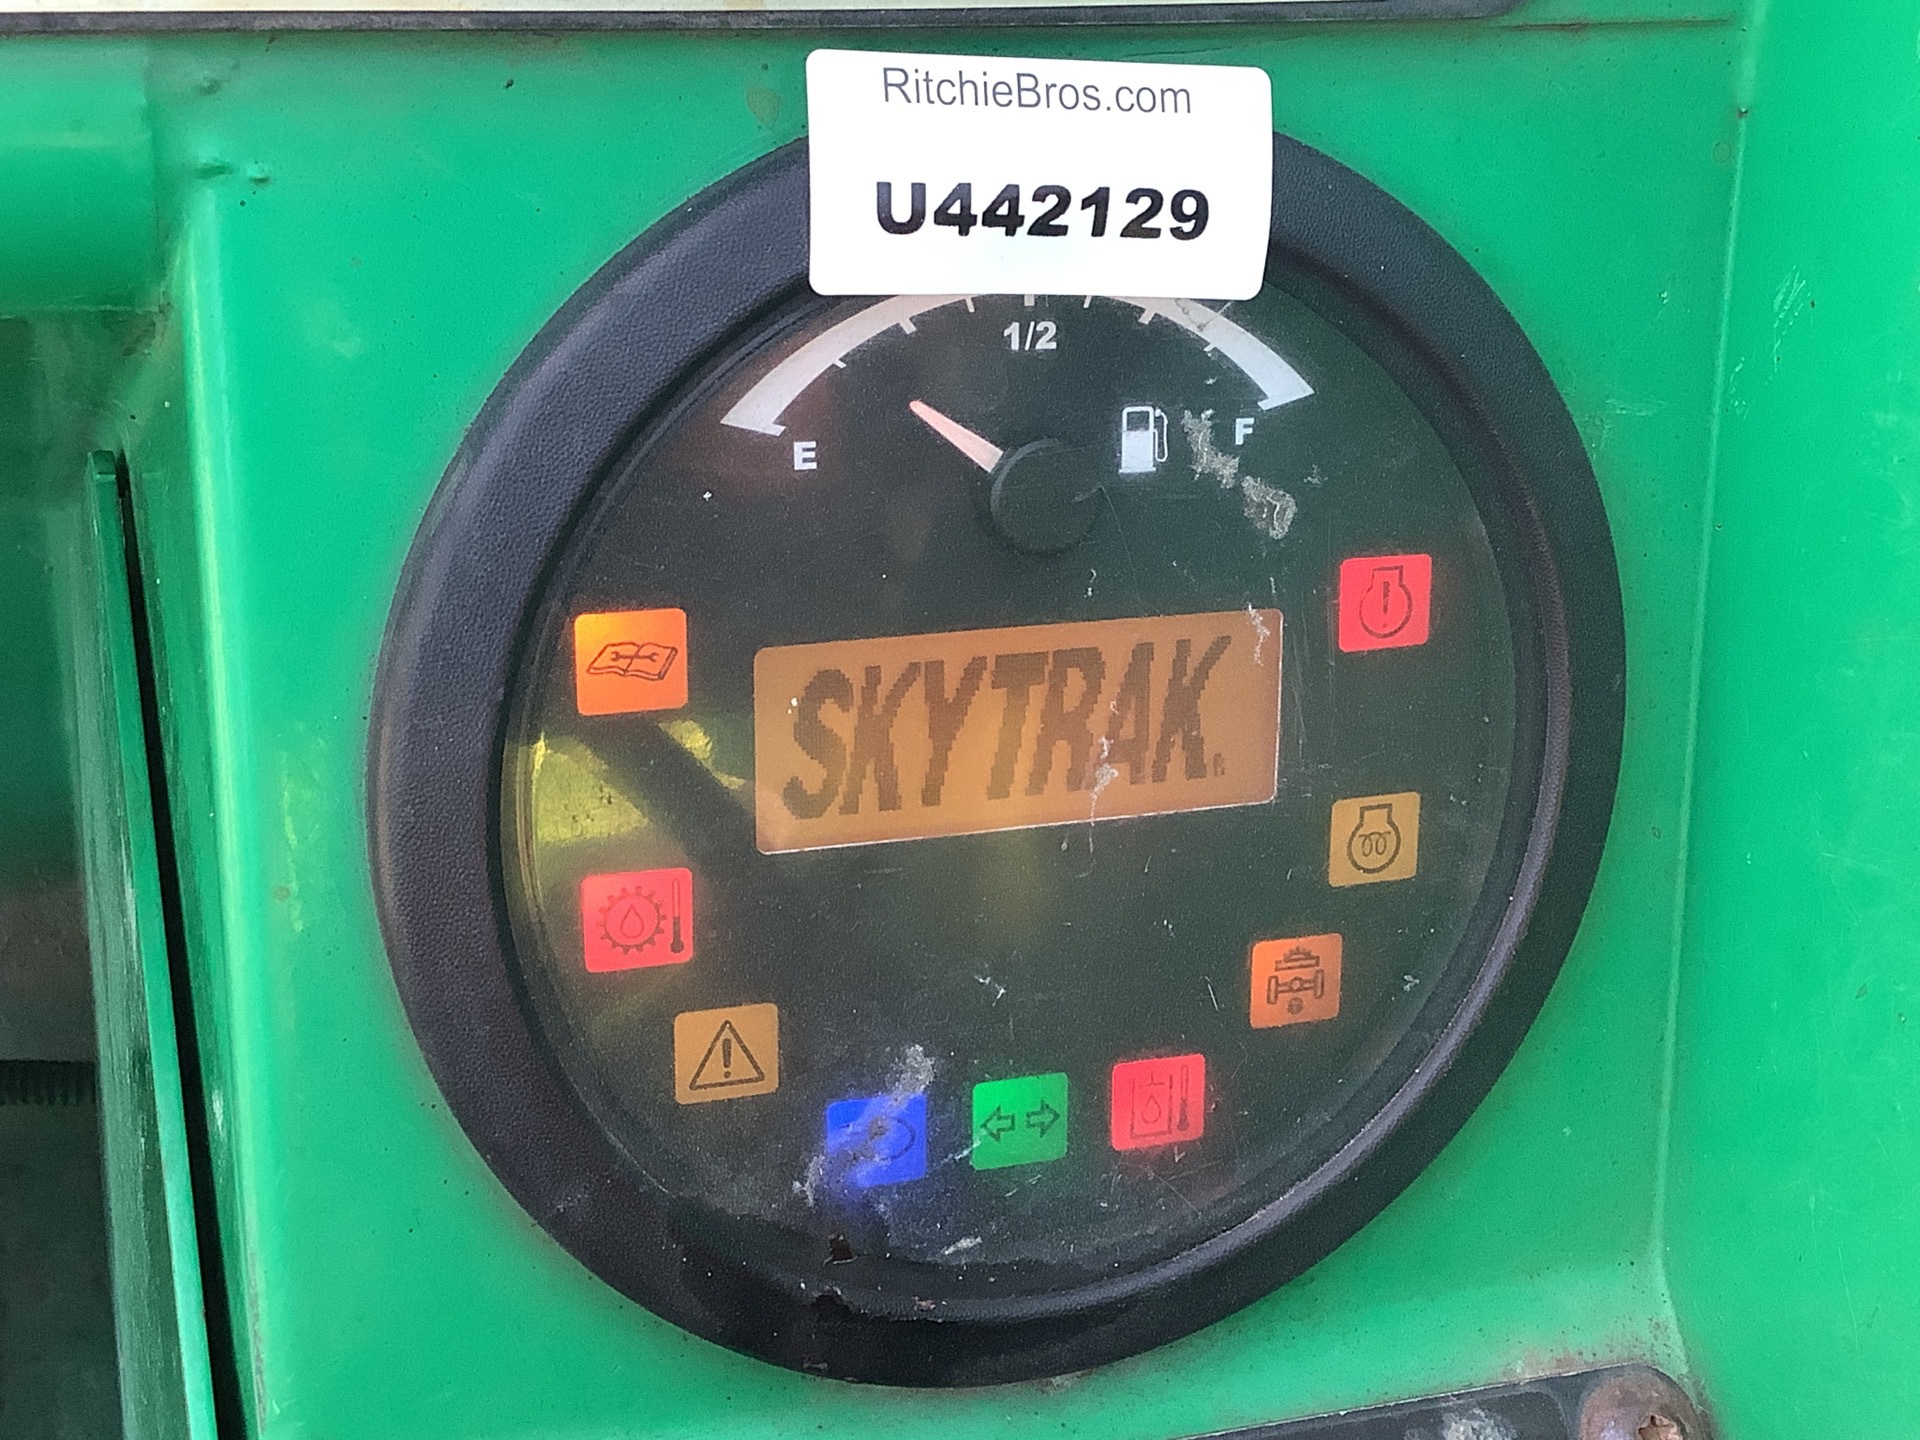 RitchieBros.com
U442129
1/2
E
F
SKYTRAK